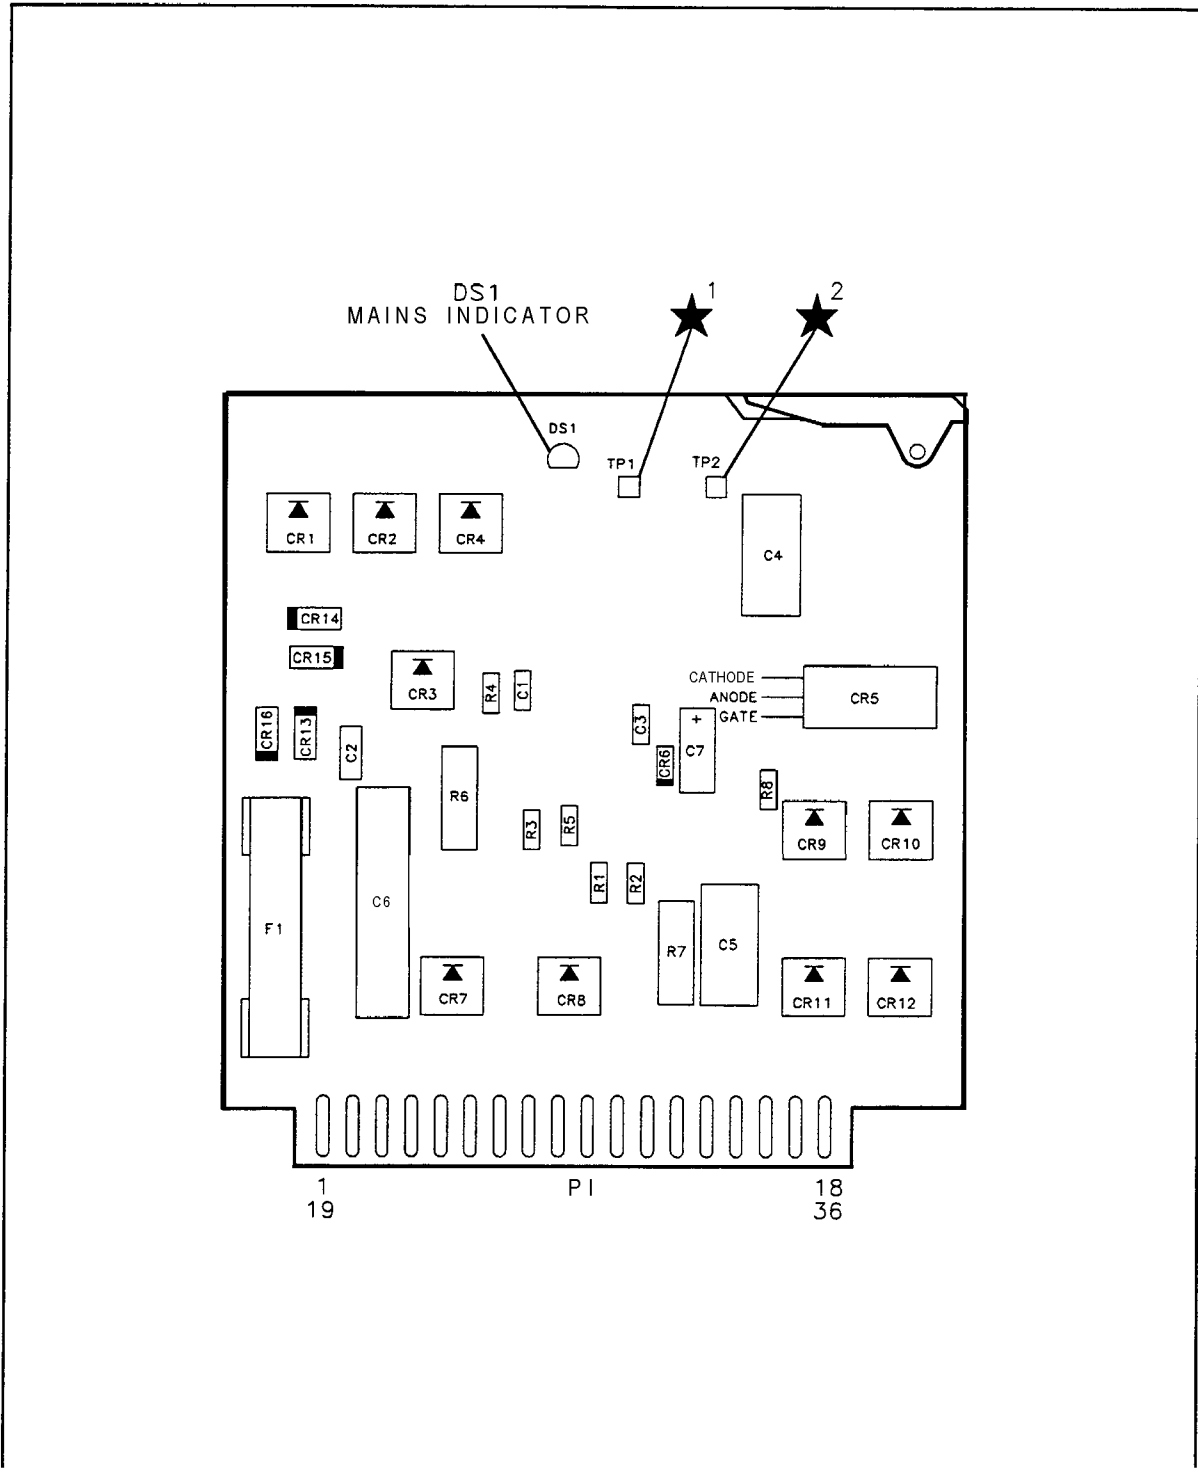 DS1
MAINS INDICATOR
1
2
DS1
TP1
TP2
CR1
CR2
CR4
C4
CR14
CR15
CR3
R4
C1
CATHODE
ANODE
GATE
CR5
CR16
CR13
C2
C3
CR6
+
C7
R6
R8
R3
R5
CR9
CR10
R1
R2
C6
F1
R7
C5
CR7
CR8
CR11
CR12
1
PI
18
19
36